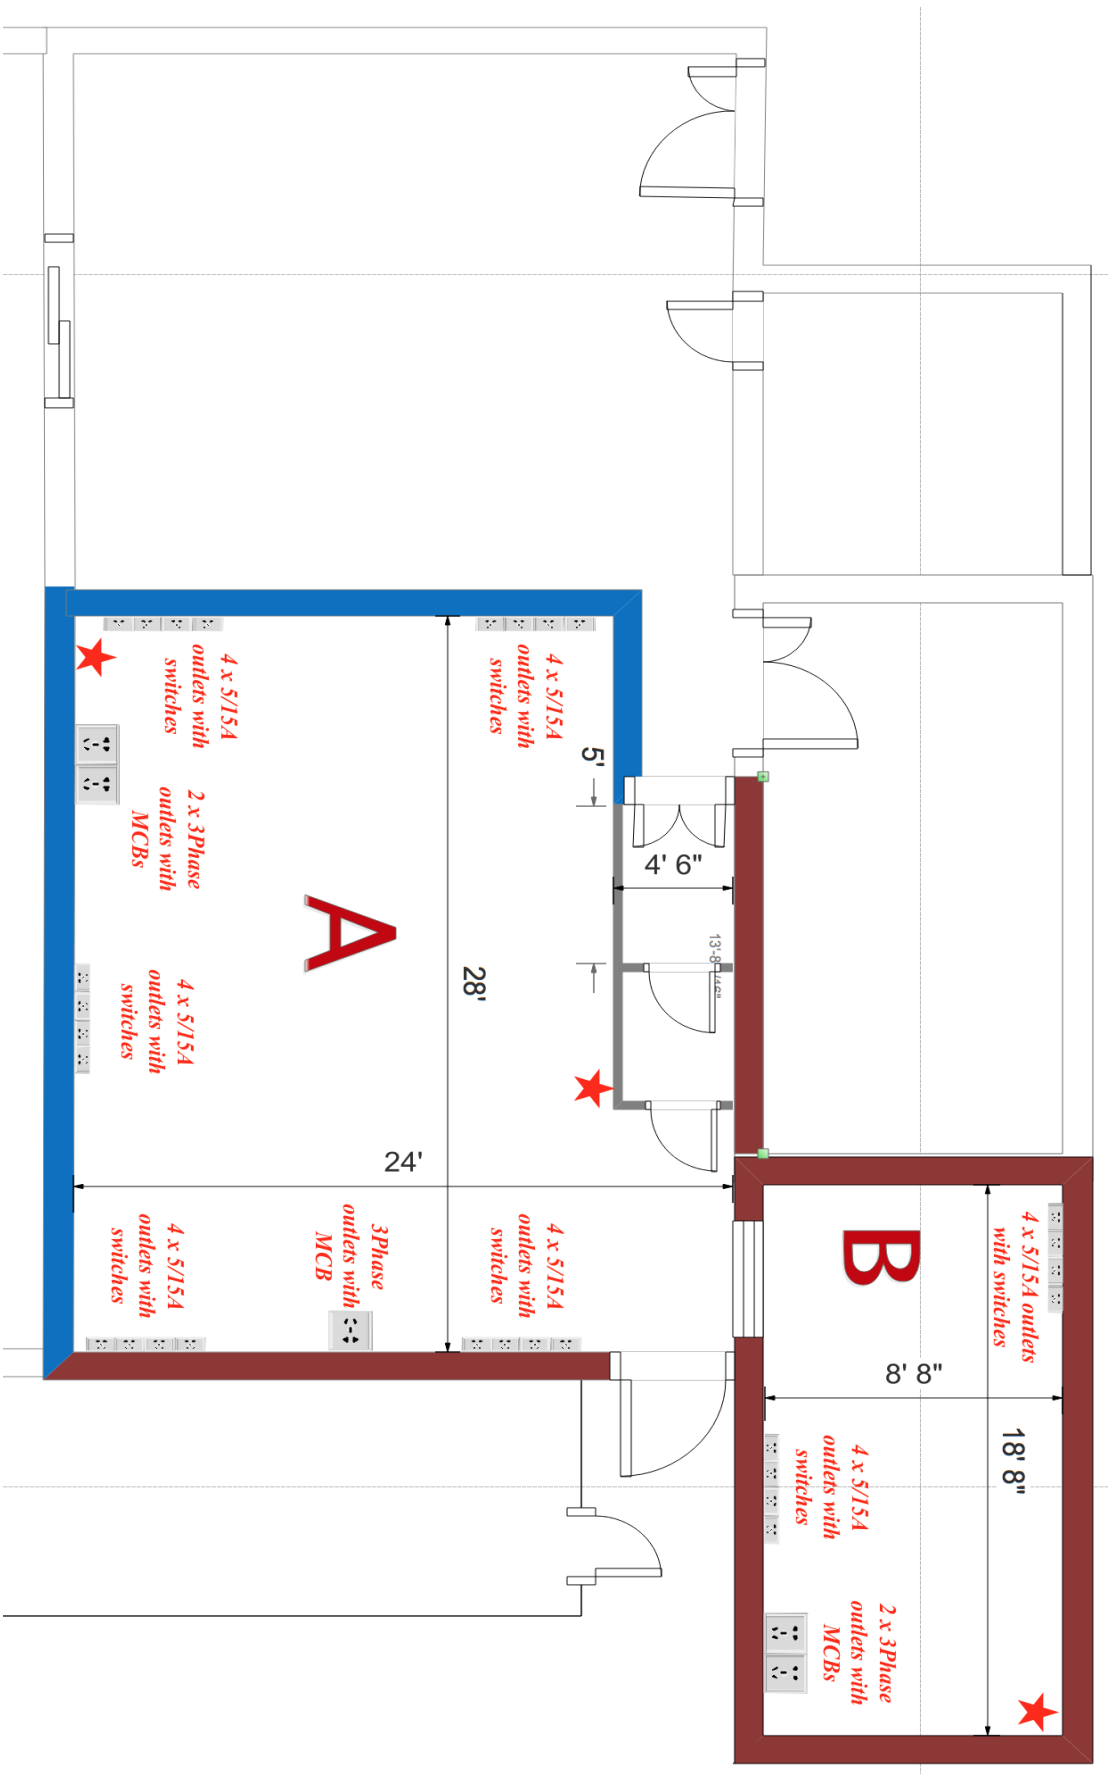 4 x 5/15A
outlets with
switches
4 x 5/15A
outlets with
switches
5'
2 x 3Phase
outlets with
MCBs
4' 6"
A
28'
4 x 5/15A
outlets with
switches
24'
4 x 5/15A
outlets with
switches
3Phase
outlets with
MCB
4 x 5/15A
outlets with
switches
B
4 x 5/15A outlets
with switches
8' 8"
18' 8"
4 x 5/15A
outlets with
switches
2 x 3Phase
outlets with
MCBs